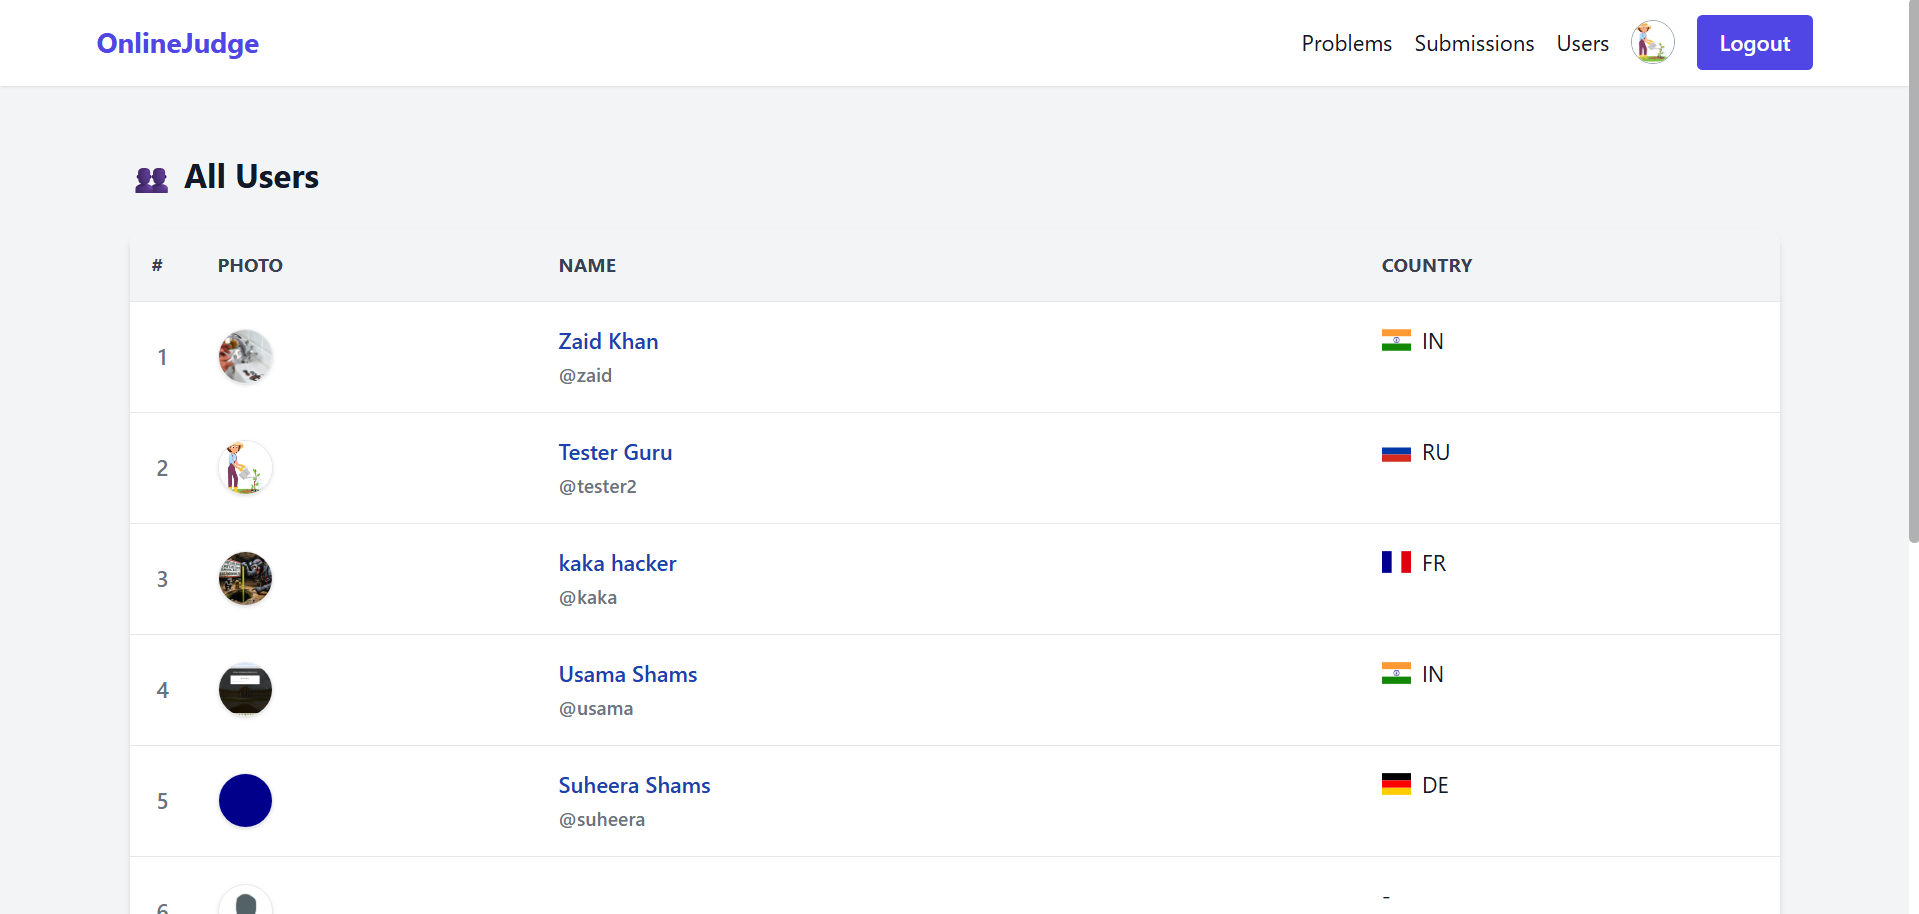 OnlineJudge
Problems Submissions Users Logout
All Users
# PHOTO NAME COUNTRY
1 Zaid Khan IN
@zaid
2 Tester Guru RU
@tester2
3 kaka hacker FR
@kaka
4 Usama Shams IN
@usama
5 Suheera Shams DE
@suheera
6 -